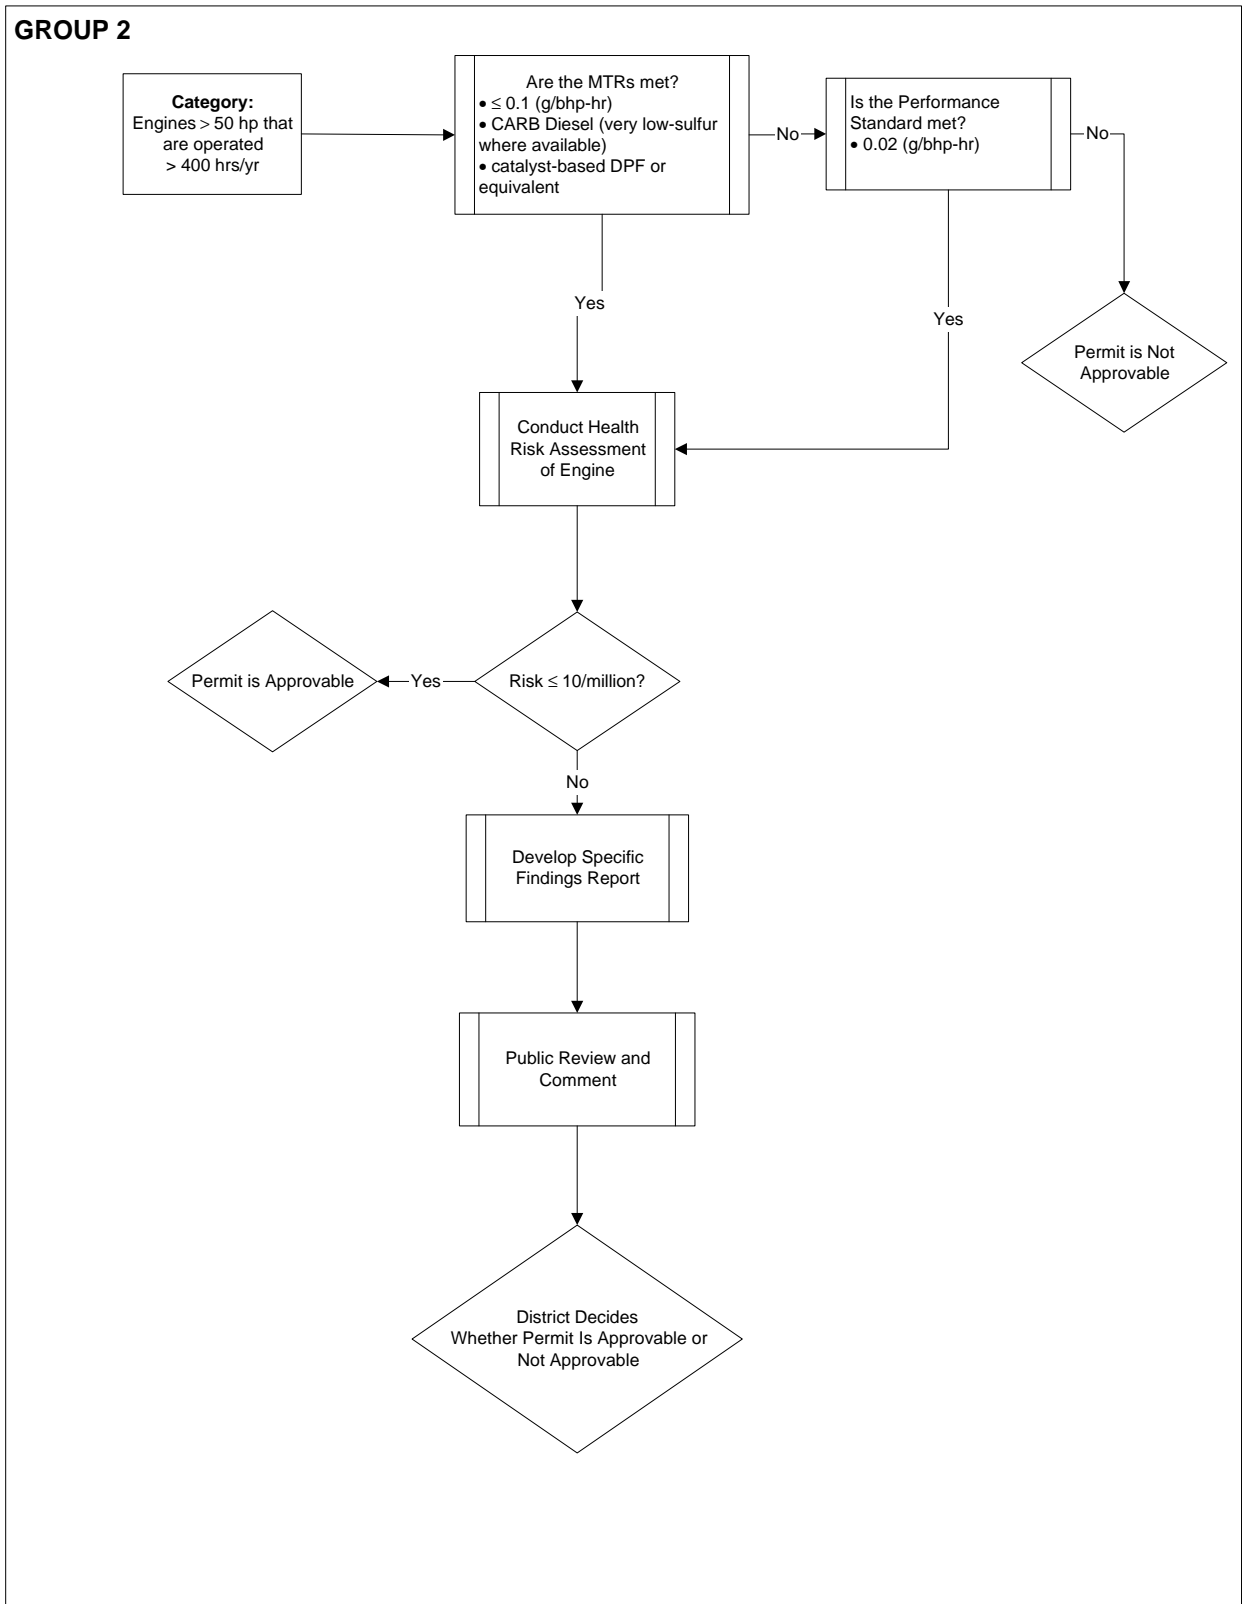 GROUP 2
Category:
Engines > 50 hp that
are operated
> 400 hrs/yr
Are the MTRs met?
• ≤ 0.1 (g/bhp-hr)
• CARB Diesel (very low-sulfur
where available)
• catalyst-based DPF or
equivalent
No
Is the Performance
Standard met?
• 0.02 (g/bhp-hr)
No
Yes
Yes
Permit is Not
Approvable
Conduct Health
Risk Assessment
of Engine
Permit is Approvable
Yes
Risk ≤ 10/million?
No
Develop Specific
Findings Report
Public Review and
Comment
District Decides
Whether Permit Is Approvable or
Not Approvable